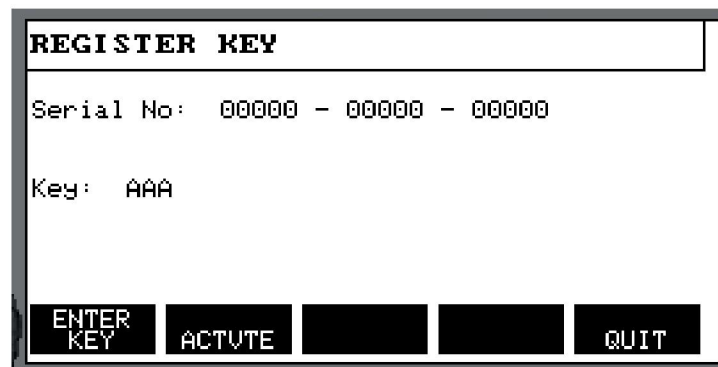 REGISTER KEY
Serial No: 00000 - 00000 - 00000
Key: AAA
ENTER
KEY
ACTVTE
QUIT